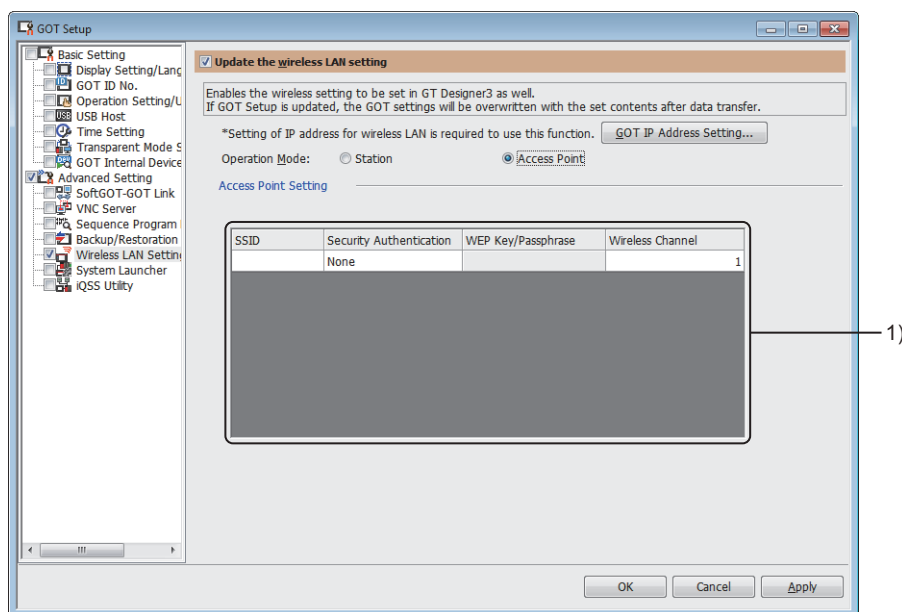 GOT Setup
Basic Setting
Display Setting/Lang
GOT ID No.
Operation Setting/U
USB Host
Time Setting
Transparent Mode S
GOT Internal Device
Advanced Setting
SoftGOT-GOT Link
VNC Server
Sequence Program
Backup/Restoration
Wireless LAN Setting
System Launcher
iQSS Utility
Update the wireless LAN setting
Enables the wireless setting to be set in GT Designer3 as well.
If GOT Setup is updated, the GOT settings will be overwritten with the set contents after data transfer.
*Setting of IP address for wireless LAN is required to use this function. GOT IP Address Setting...
Operation Mode: Station Access Point
Access Point Setting
SSID Security Authentication WEP Key/Passphrase Wireless Channel
None 1
1)
OK Cancel Apply